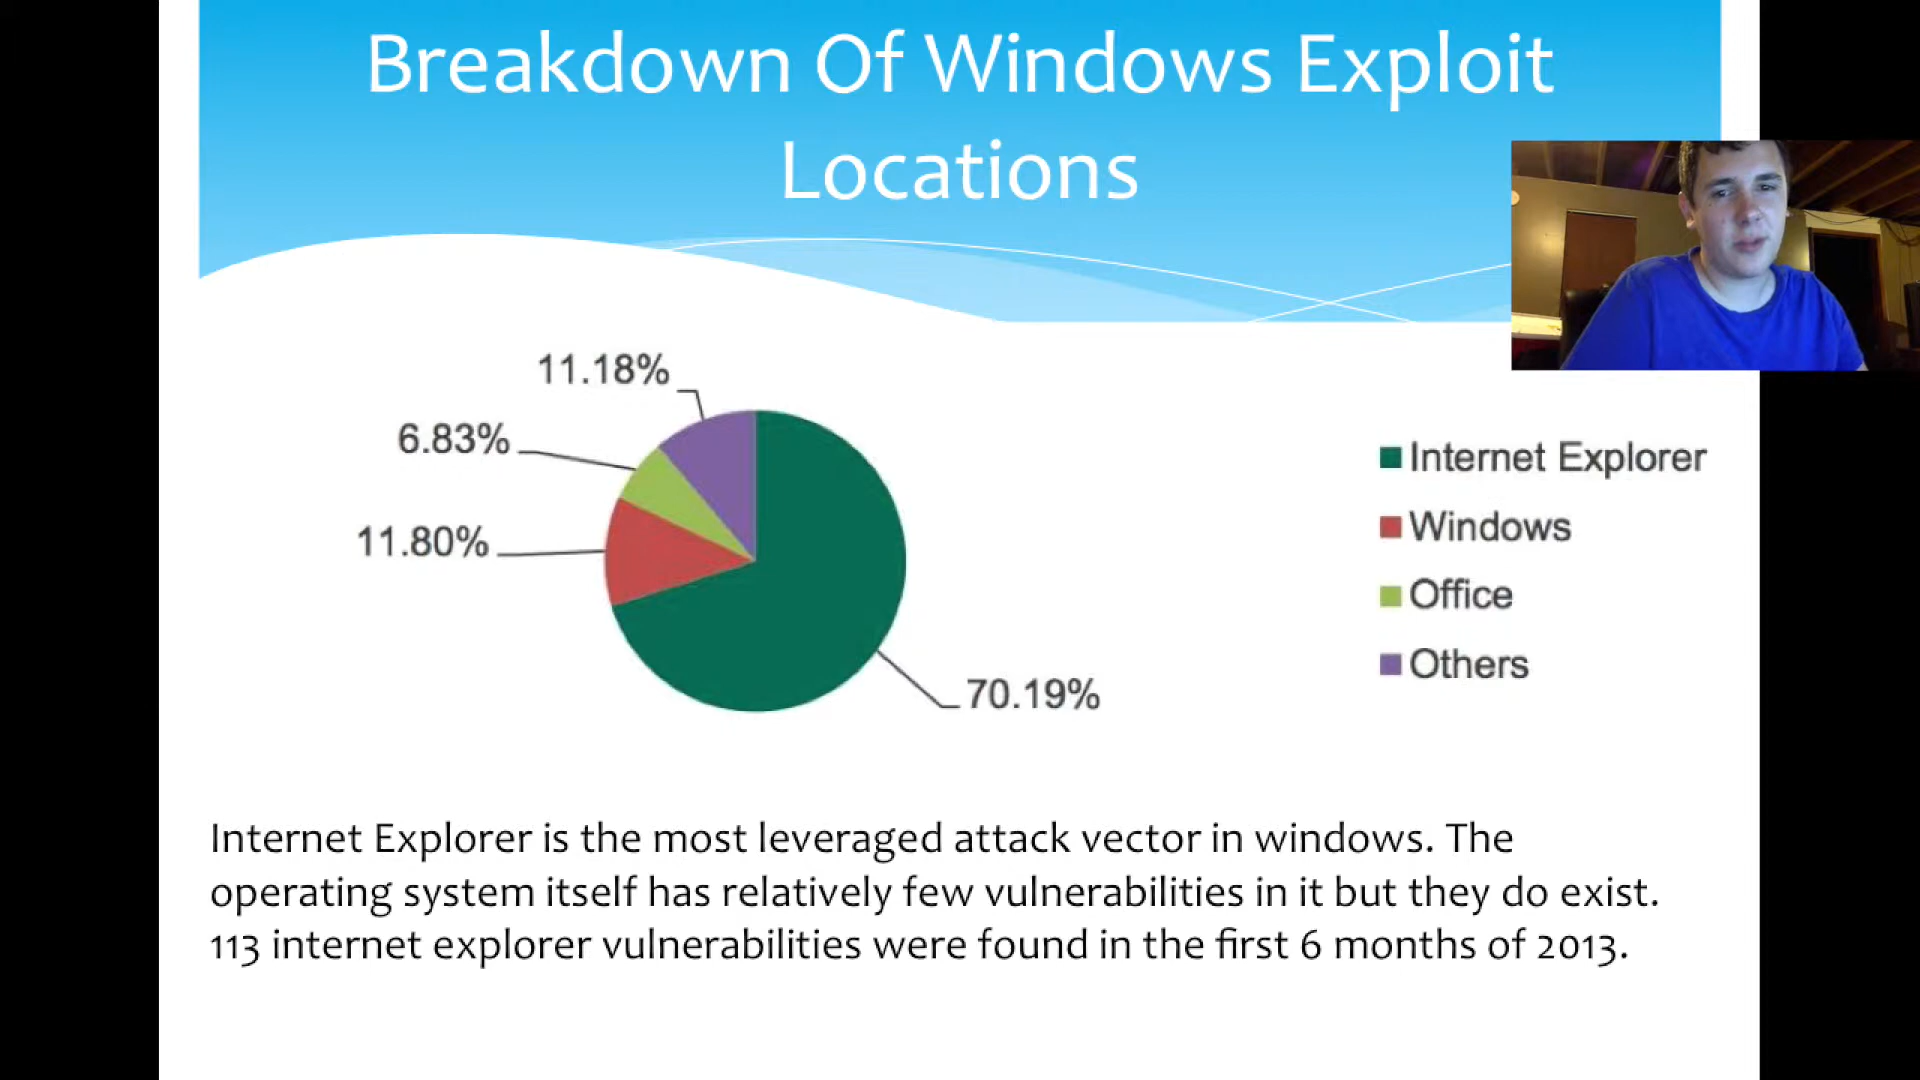 Breakdown Of Windows Exploit
Locations
11.18%
6.83%
11.80%
70.19%
Internet Explorer
Windows
Office
Others
Internet Explorer is the most leveraged attack vector in windows. The
operating system itself has relatively few vulnerabilities in it but they do exist.
113 internet explorer vulnerabilities were found in the first 6 months of 2013.